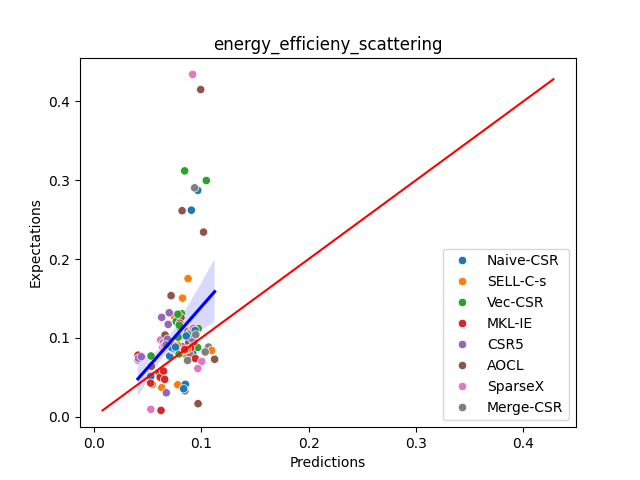 energy_efficieny_scattering
Expectations
0.4
0.3
0.2
0.1
0.0
0.0
0.1
0.2
0.3
0.4
Predictions
Naive-CSR
SELL-C-s
Vec-CSR
MKL-IE
CSR5
AOCL
SparseX
Merge-CSR